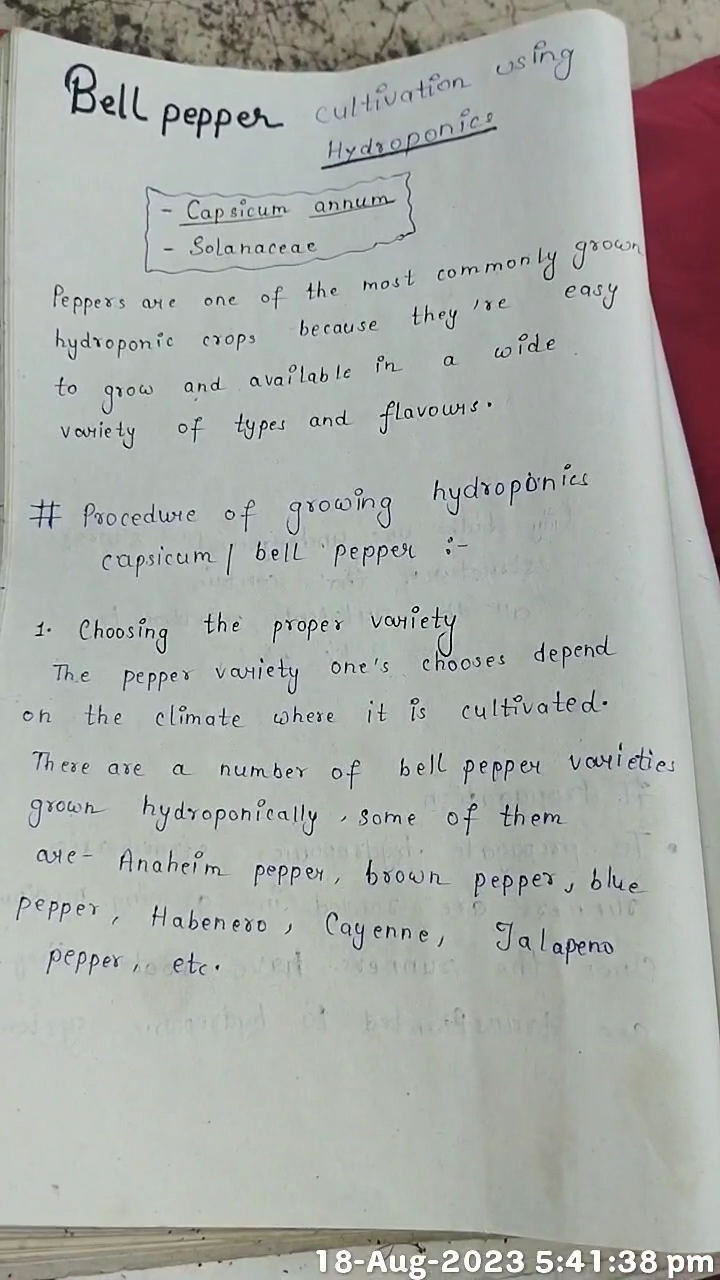 Bell pepper cultivation using
Hydroponics
- Capsicum annum
- Solanaceae
Peppers are one of the most commonly grown
hydroponic crops because they're easy
to grow and available in a wide
variety of types and flavours.
# Procedure of growing hydroponics
capsicum / bell pepper :-
1. Choosing the proper variety
The pepper variety one's chooses depend
on the climate where it is cultivated.
There are a number of bell pepper varieties
grown hydroponically, some of them
are- Anaheim pepper, brown pepper, blue
pepper, Habenero, Cayenne, Jalapeno
pepper, etc.
18-Aug-2023 5:41:38 pm